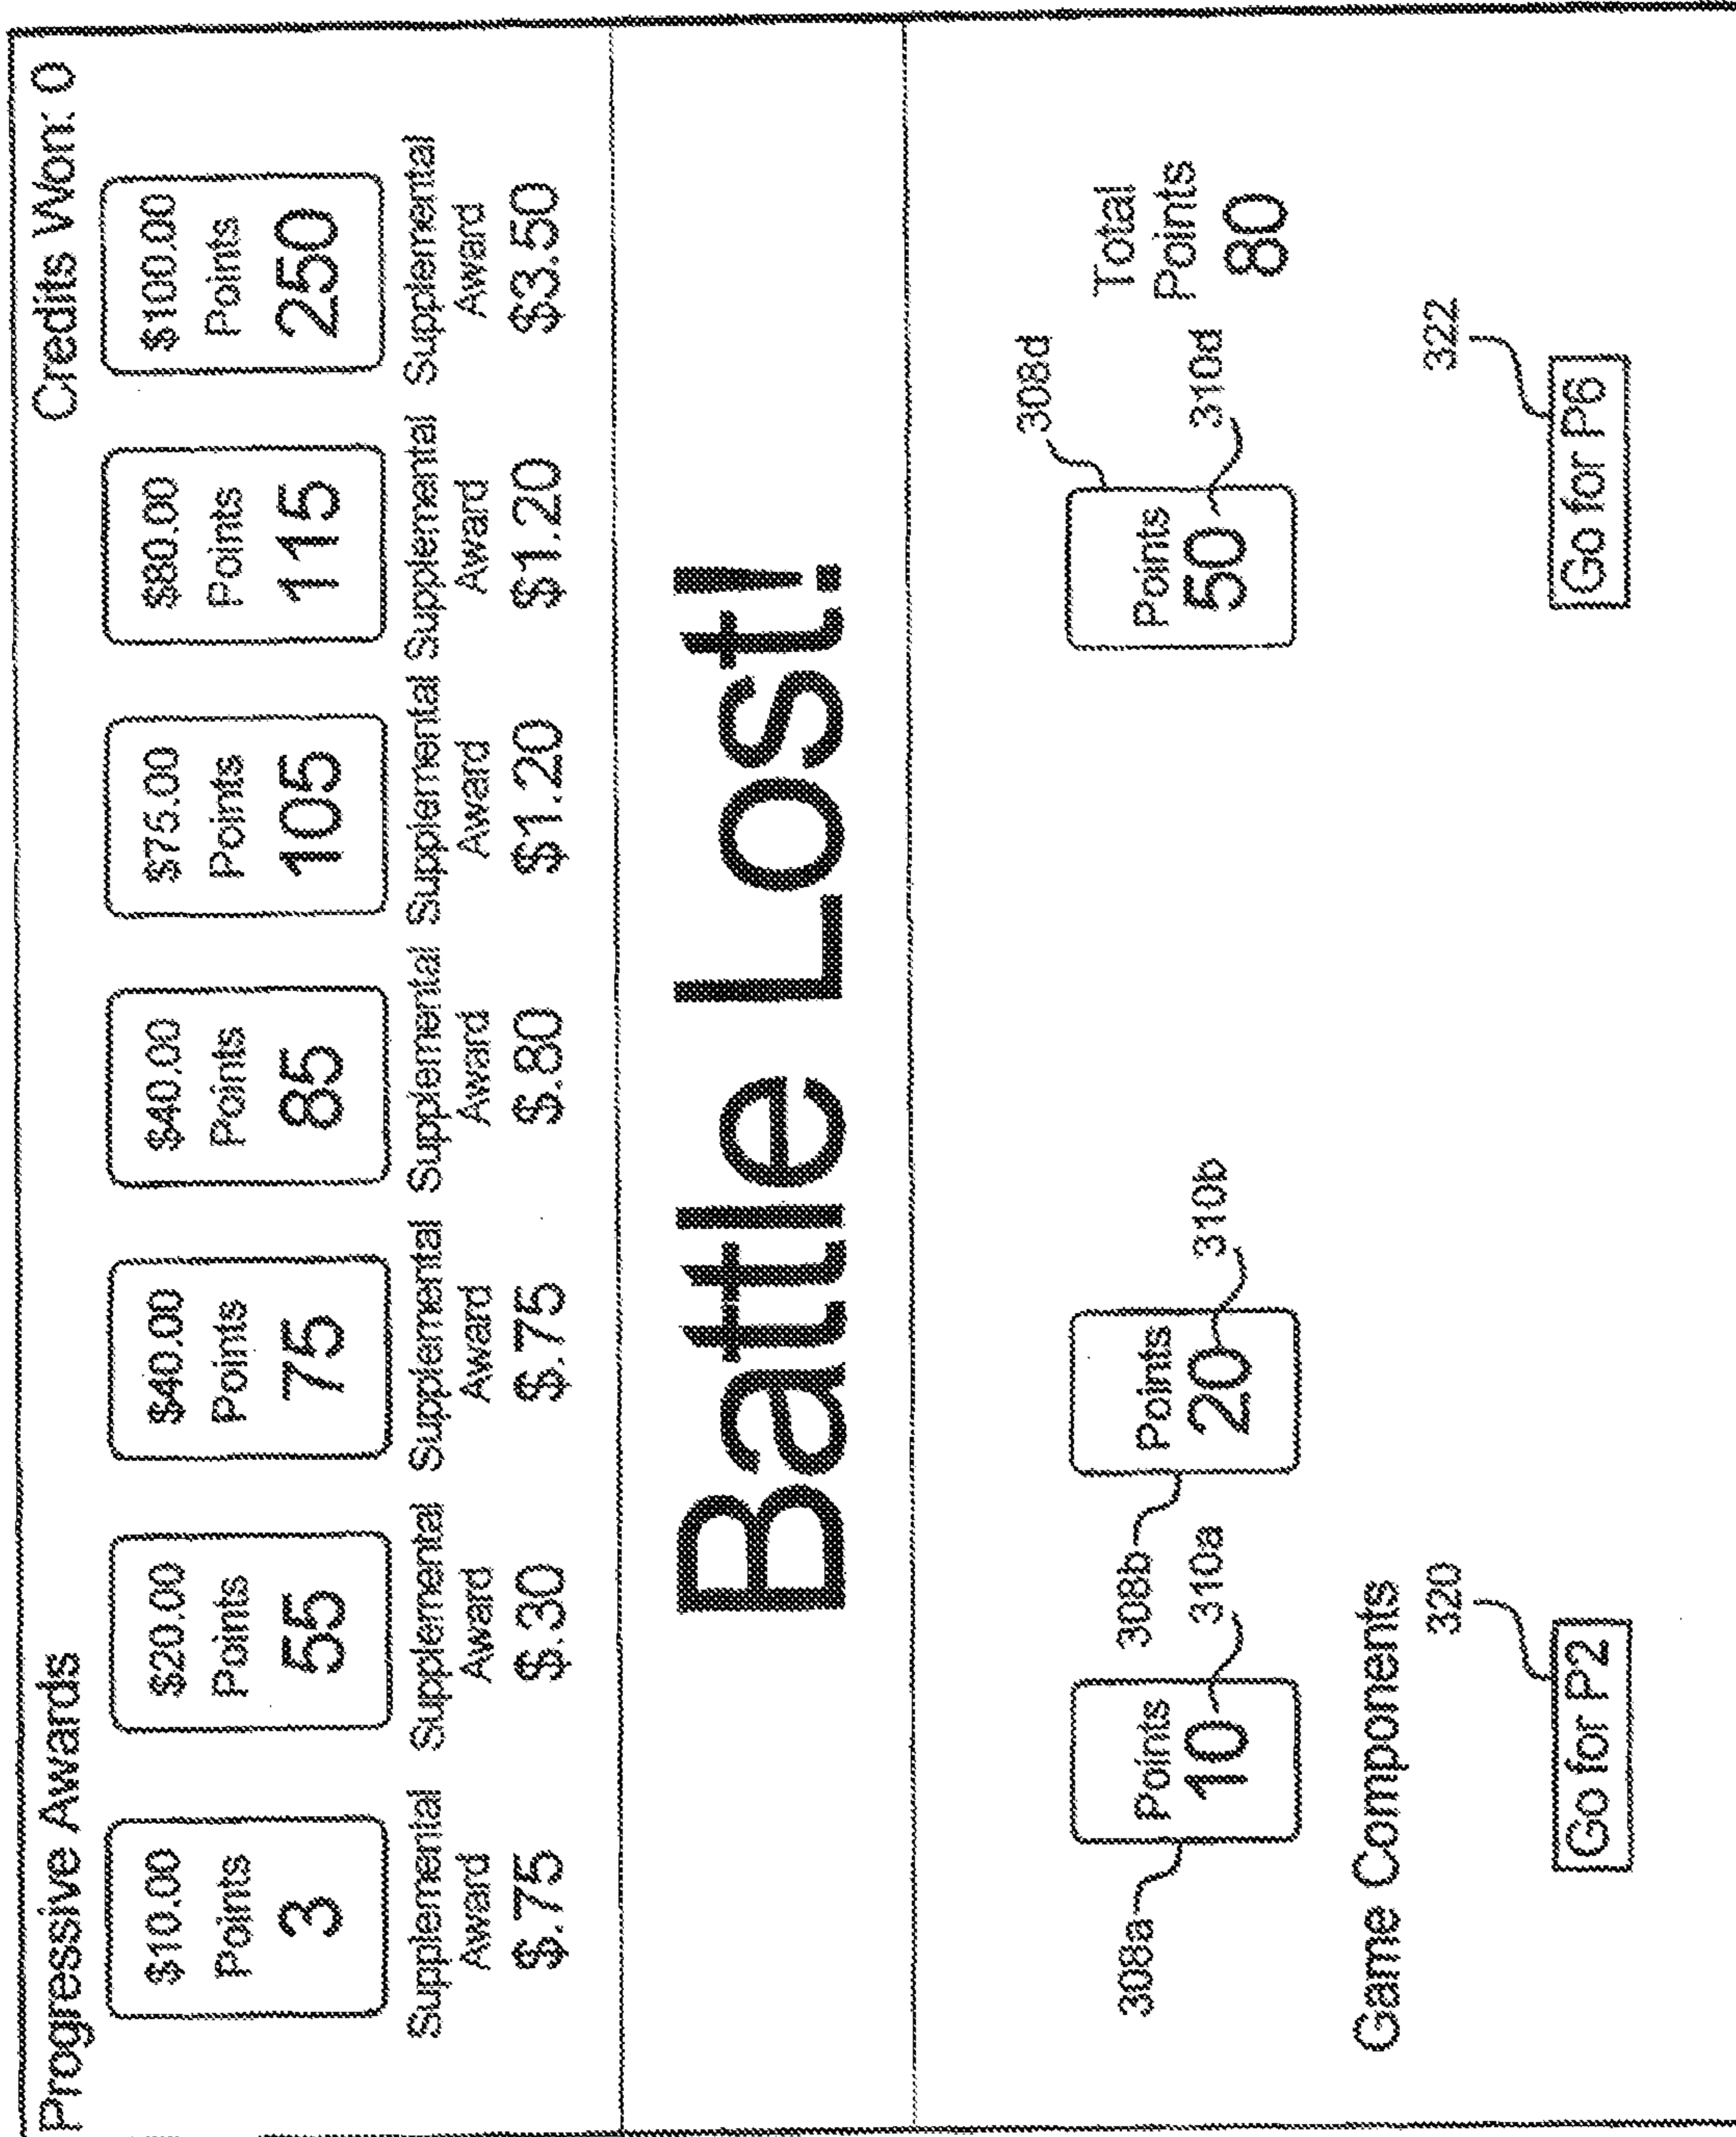 Progressive Awards Credits Won: 0
$10.00 $20.00 $40.00 $40.00 $75.00 $80.00 $100.00
Points Points Points Points Points Points Points
3 55 75 85 105 115 250
Supplemental Supplemental Supplemental Supplemental Supplemental Supplemental Supplemental
Award Award Award Award Award Award Award
$.75 $.30 $.75 $.80 $1.20 $1.20 $3.50
Battle Lost!
308d
Total
Points
80
308a 308b
Points Points Points
10 20 50
310a 310b 310d
Game Components
320 322
Go for P2 Go for P6